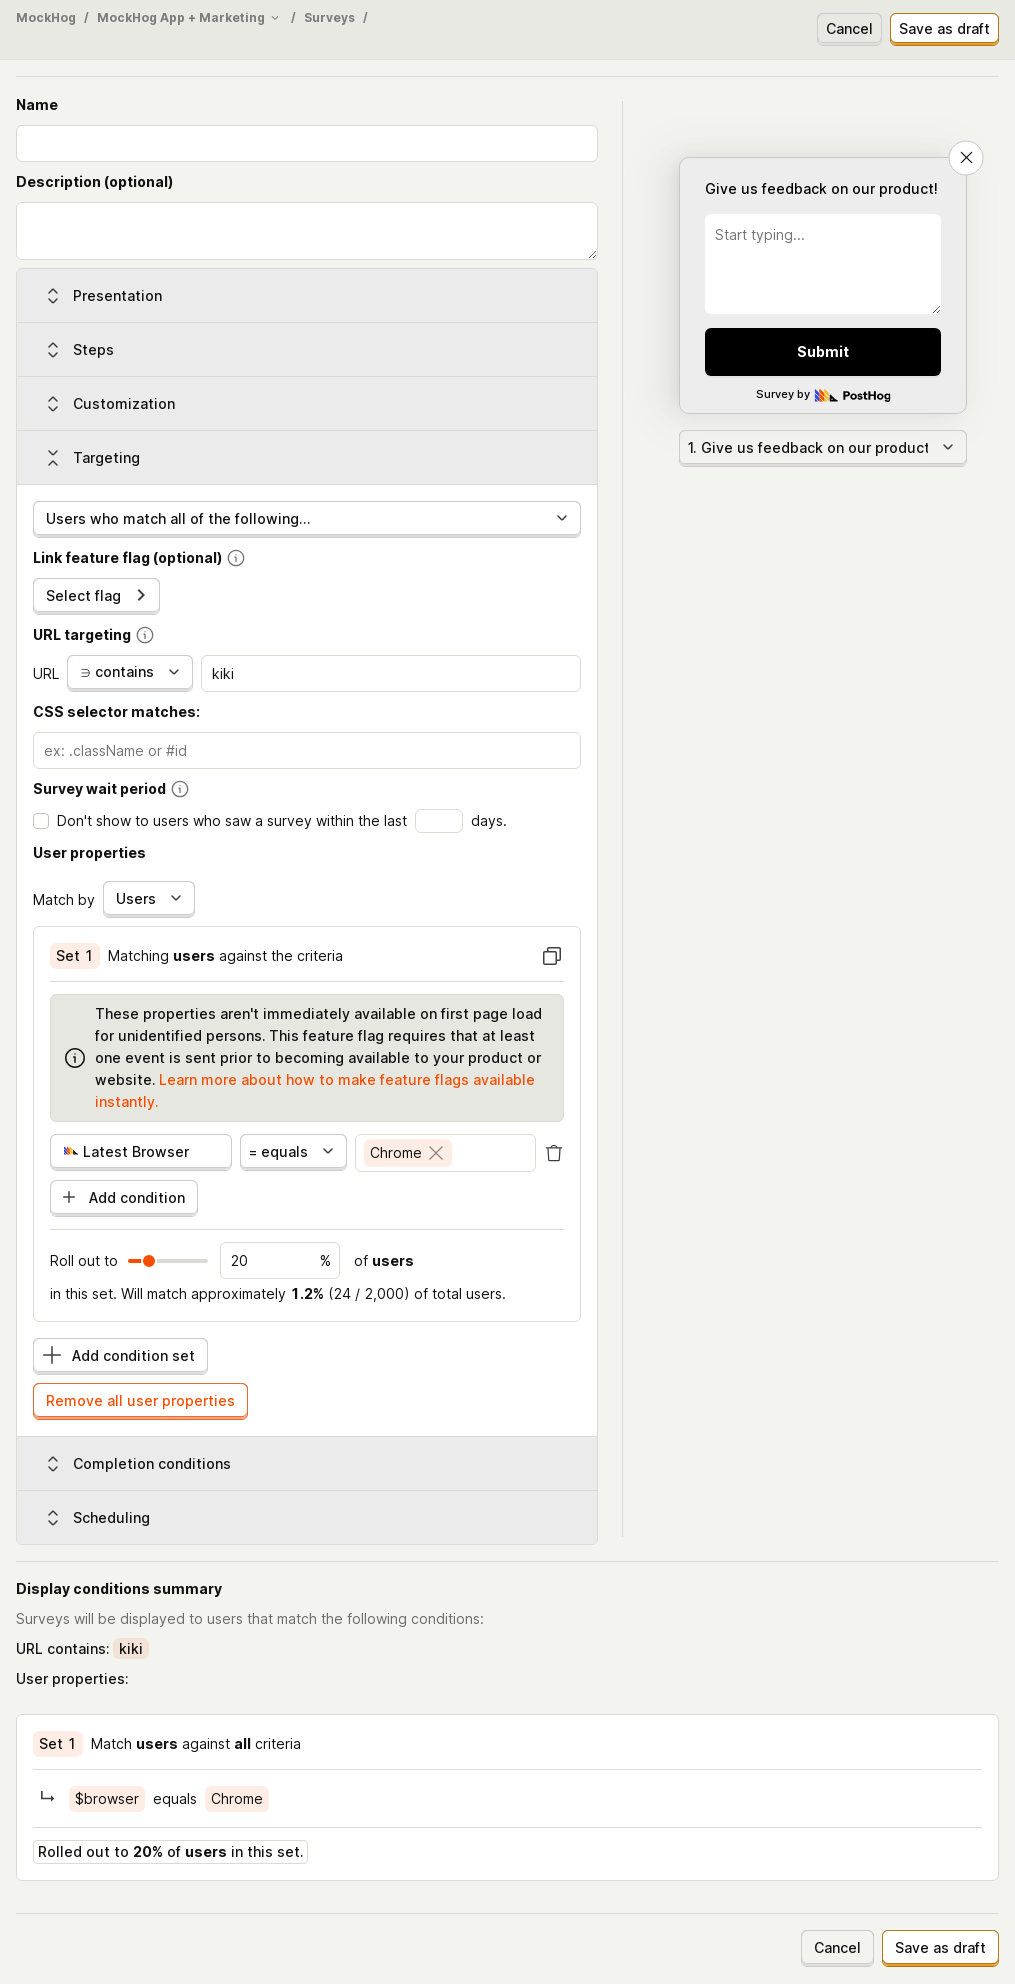 MockHog / MockHog App + Marketing / Surveys /
Cancel
Save as draft
Name
Description (optional)
Presentation
Steps
Customization
Targeting
Users who match all of the following...
Link feature flag (optional)
Select flag
URL targeting
URL
∋ contains
kiki
CSS selector matches:
ex: .className or #id
Survey wait period
Don't show to users who saw a survey within the last days.
User properties
Match by
Users
Set 1 Matching users against the criteria
These properties aren't immediately available on first page load
for unidentified persons. This feature flag requires that at least
one event is sent prior to becoming available to your product or
website. Learn more about how to make feature flags available
instantly.
Latest Browser
= equals
Chrome
Add condition
Roll out to 20 % of users
in this set. Will match approximately 1.2% (24 / 2,000) of total users.
Add condition set
Remove all user properties
Completion conditions
Scheduling
Give us feedback on our product!
Start typing...
Submit
Survey by PostHog
1. Give us feedback on our product
Display conditions summary
Surveys will be displayed to users that match the following conditions:
URL contains: kiki
User properties:
Set 1 Match users against all criteria
$browser equals Chrome
Rolled out to 20% of users in this set.
Cancel
Save as draft